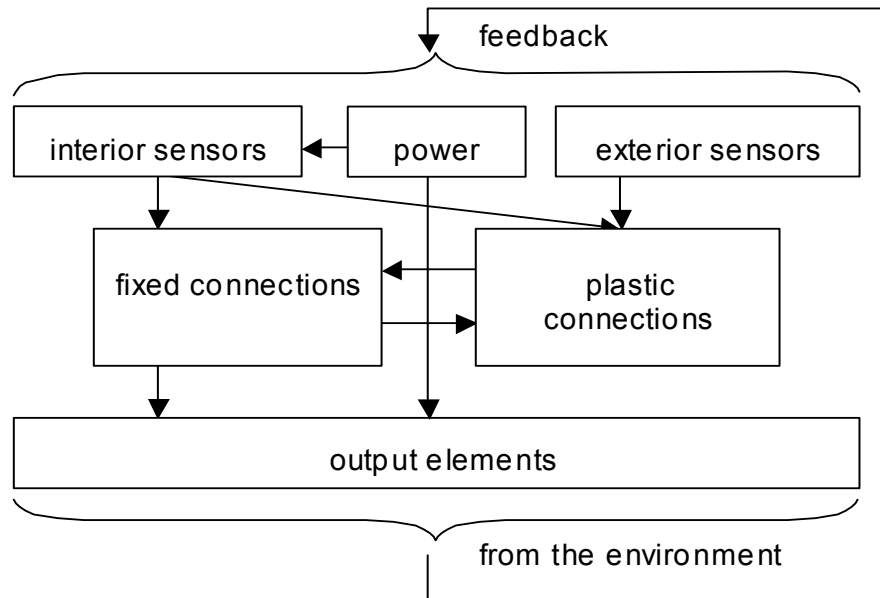 feedback
interior sensors
power
exterior sensors
fixed connections
plastic
connections
output elements
from the environment